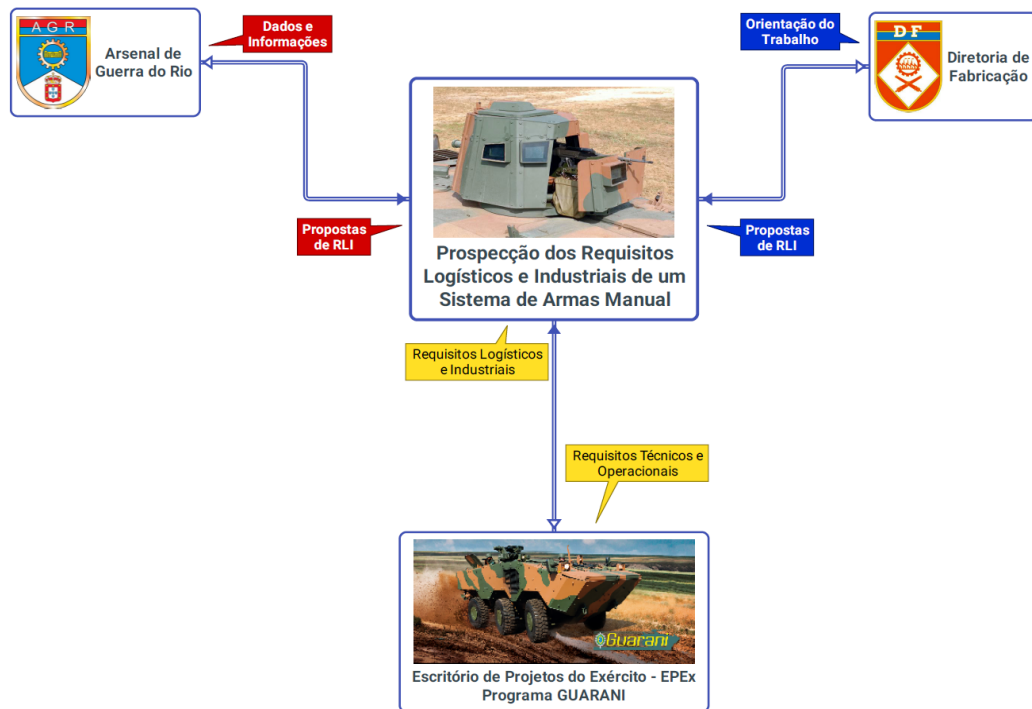 AGR
Arsenal de
Guerra do Rio
Dados e
Informações
Orientação do
Trabalho
DF
Diretoria de
Fabricação
Propostas
de RLI
Propostas
de RLI
Prospecção dos Requisitos
Logísticos e Industriais de um
Sistema de Armas Manual
Requisitos Logísticos
e Industriais
Requisitos Técnicos e
Operacionais
Guarani
Escritório de Projetos do Exército - EPEx
Programa GUARANI